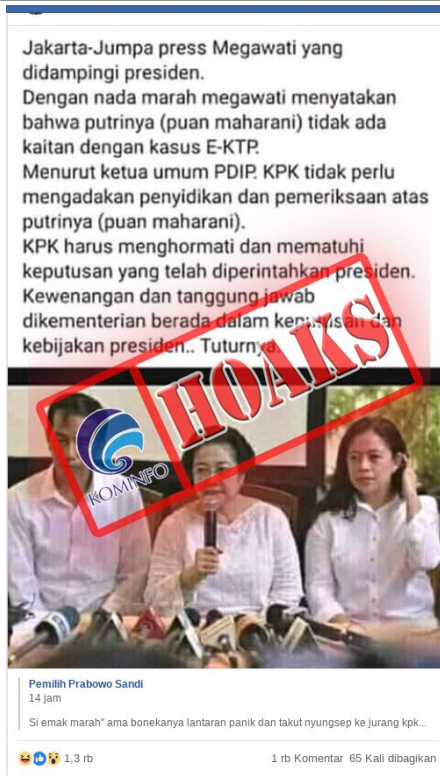 Jakarta-Jumpa press Megawati yang
didampingi presiden.
Dengan nada marah megawati menyatakan
bahwa putrinya (puan maharani) tidak ada
kaitan dengan kasus E-KTP.
Menurut ketua umum PDIP. KPK tidak perlu
mengadakan penyidikan dan pemeriksaan atas
putrinya (puan maharani).
KPK harus menghormati dan mematuhi
keputusan yang telah diperintahkan presiden.
Kewenangan dan tanggung jawab
dikementerian berada dalam keputusan dan
kebijakan presiden.. Tuturnya.
HOAKS
KOMINFO
Pemilih Prabowo Sandi
14 jam
Si emak marah" ama bonekanya lantaran panik dan takut nyungsep ke jurang kpk...
1,3 rb
1 rb Komentar 65 Kali dibagikan